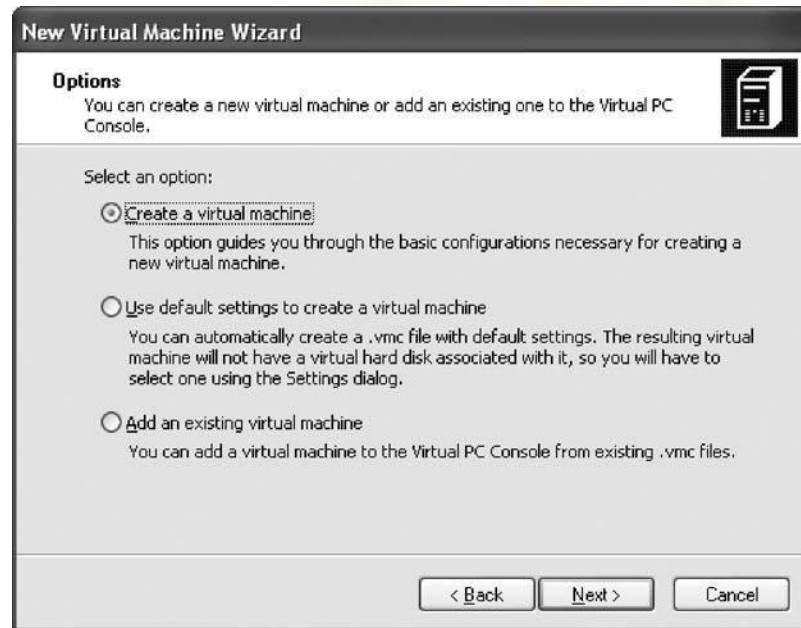 New Virtual Machine Wizard
Options
You can create a new virtual machine or add an existing one to the Virtual PC
Console.
Select an option:
Create a virtual machine
This option guides you through the basic configurations necessary for creating a
new virtual machine.
Use default settings to create a virtual machine
You can automatically create a .vmc file with default settings. The resulting virtual
machine will not have a virtual hard disk associated with it, so you will have to
select one using the Settings dialog.
Add an existing virtual machine
You can add a virtual machine to the Virtual PC Console from existing .vmc files.
< Back Next > Cancel